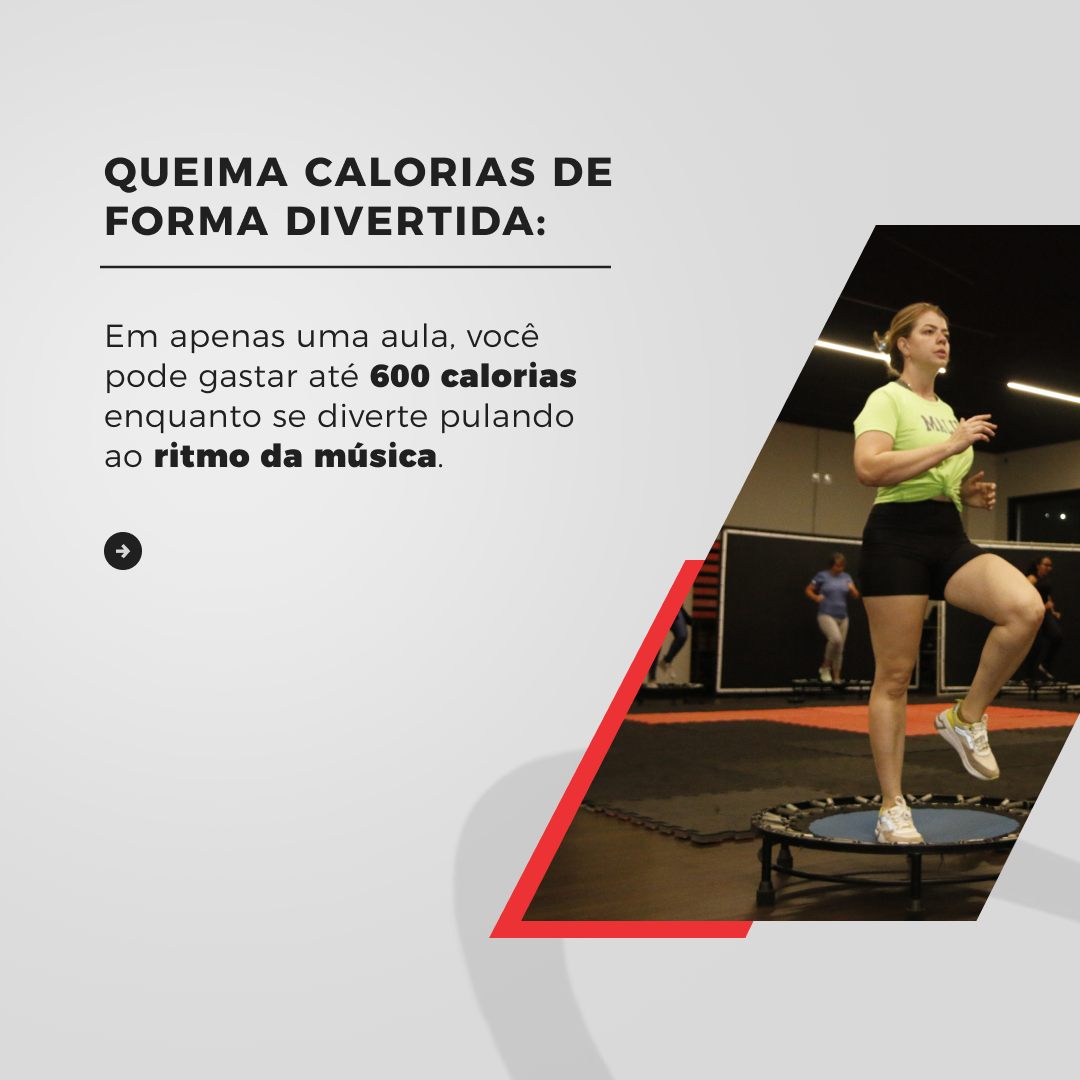 QUEIMA CALORIAS DE
FORMA DIVERTIDA:
Em apenas uma aula, você
pode gastar até 600 calorias
enquanto se diverte pulando
ao ritmo da música.